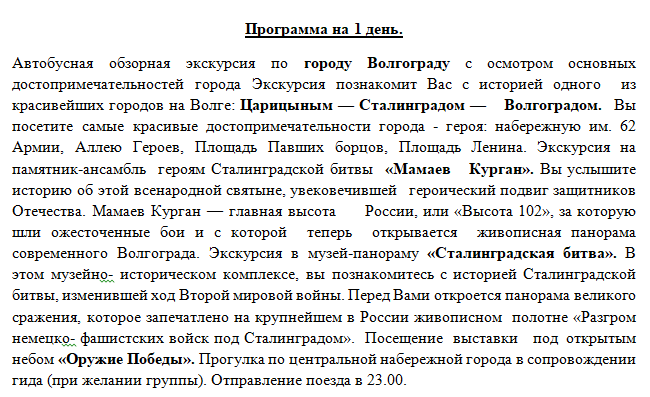 Программа на 1 день.
Автобусная обзорная экскурсия по городу Волгограду с осмотром основных
достопримечательностей города Экскурсия познакомит Вас с историей одного из
красивейших городов на Волге: Царицыным — Сталинградом — Волгоградом. Вы
посетите самые красивые достопримечательности города - героя: набережную им. 62
Армии, Аллею Героев, Площадь Павших борцов, Площадь Ленина. Экскурсия на
памятник-ансамбль героям Сталинградской битвы «Мамаев Курган». Вы услышите
историю об этой всенародной святыне, увековечившей героический подвиг защитников
Отечества. Мамаев Курган — главная высота России, или «Высота 102», за которую
шли ожесточенные бои и с которой теперь открывается живописная панорама
современного Волгограда. Экскурсия в музей-панораму «Сталинградская битва». В
этом музейно- историческом комплексе, вы познакомитесь с историей Сталинградской
битвы, изменившей ход Второй мировой войны. Перед Вами откроется панорама великого
сражения, которое запечатлено на крупнейшем в России живописном полотне «Разгром
немецко- фашистских войск под Сталинградом». Посещение выставки под открытым
небом «Оружие Победы». Прогулка по центральной набережной города в сопровождении
гида (при желании группы). Отправление поезда в 23.00.